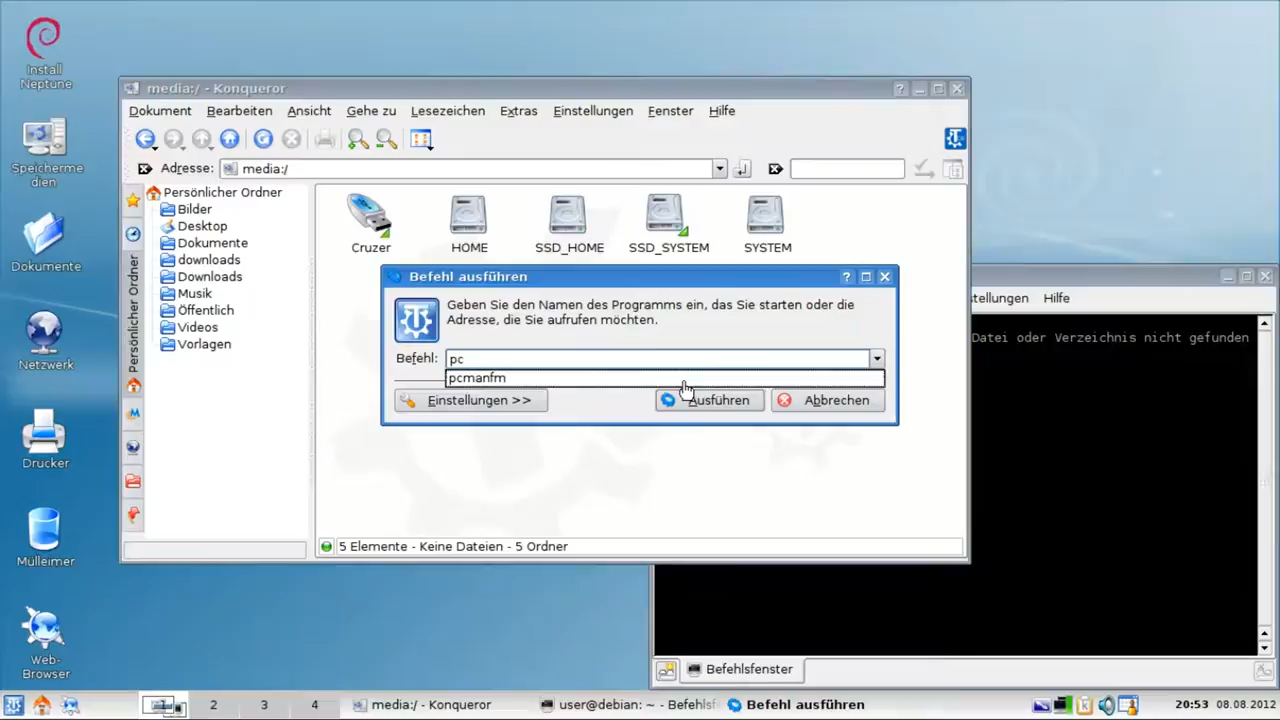 Install
Neptune
Speicherme
dien
Dokumente
Netzwerk
Drucker
Mülleimer
Web-
Browser
media:/ - Konqueror
Dokument Bearbeiten Ansicht Gehe zu Lesezeichen Extras Einstellungen Fenster Hilfe
Adresse: media:/
Persönlicher Ordner
Persönlicher Ordner
Bilder
Desktop
Dokumente
downloads
Downloads
Musik
Öffentlich
Videos
Vorlagen
Cruzer HOME SSD_HOME SSD_SYSTEM SYSTEM
5 Elemente - Keine Dateien - 5 Ordner
Befehl ausführen
Geben Sie den Namen des Programms ein, das Sie starten oder die
Adresse, die Sie aufrufen möchten.
Befehl: pc
pcmanfm
Einstellungen >> Ausführen Abbrechen
stellungen Hilfe
Datei oder Verzeichnis nicht gefunden
Befehlsfenster
1 2 3 4 media:/ - Konqueror user@debian: ~ - Befehlsf Befehl ausführen 20:53 08.08.2012